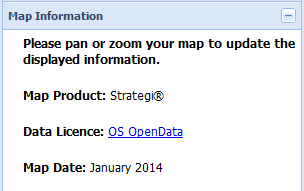 Map Information
Please pan or zoom your map to update the
displayed information.
Map Product: Strategi®
Data Licence: OS OpenData
Map Date: January 2014